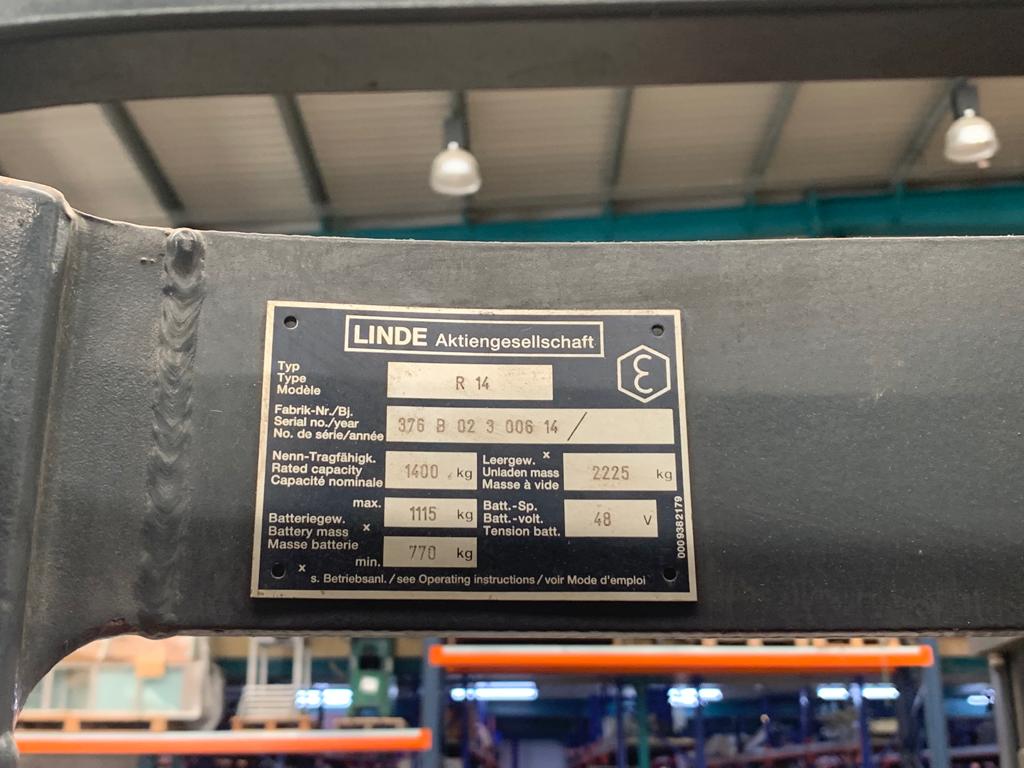 LINDE Aktiengesellschaft
Typ
Type
Modèle
R 14
ε
Fabrik-Nr./Bj.
Serial no./year
No. de série/année
376 B 02 3 006 14 /
Nenn-Tragfähigk.
Rated capacity
Capacité nominale
1400 kg
Leergew. x
Unladen mass
Masse à vide
2225 kg
max.
1115 kg
Batteriegew.
Battery mass x
Masse batterie
min.
770 kg
Batt.-Sp.
Batt.-volt.
Tension batt.
48 V
x s. Betriebsanl./see Operating instructions/voir Mode d'emploi
0009382179